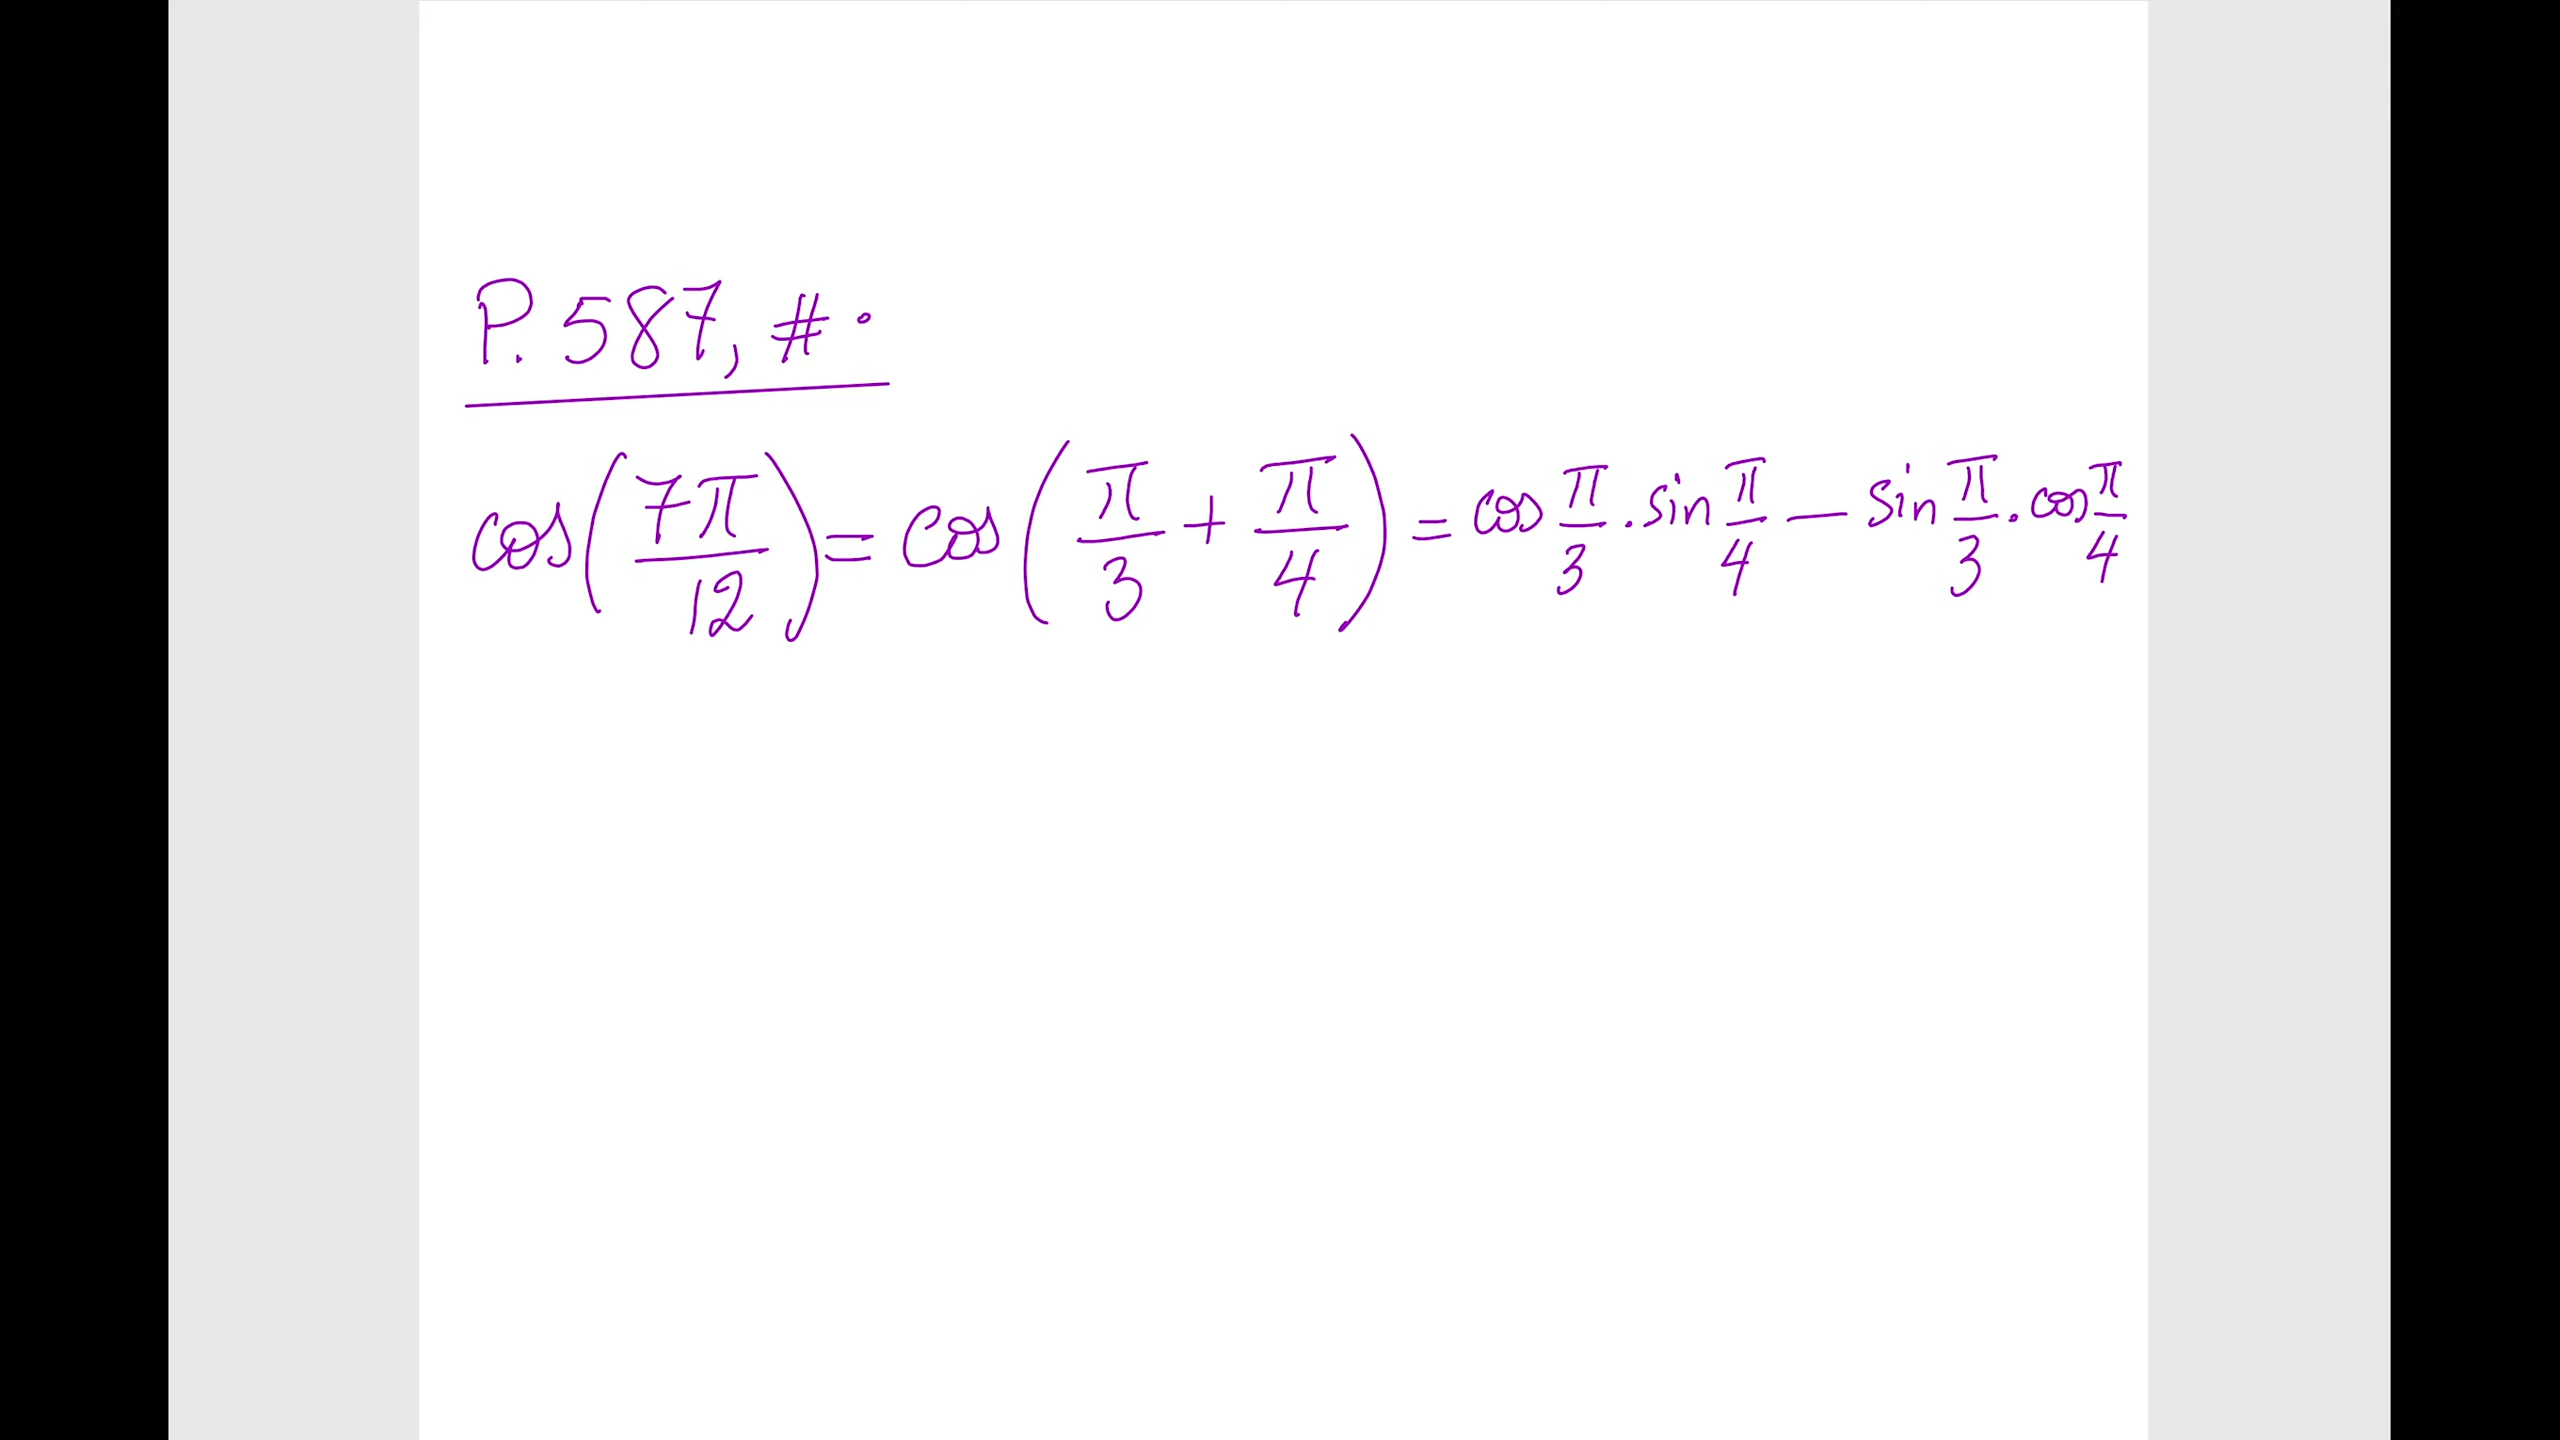 P. 587, # .
cos(7π/12) = cos(π/3 + π/4) = cos π/3 . sin π/4 — sin π/3 . cos π/4